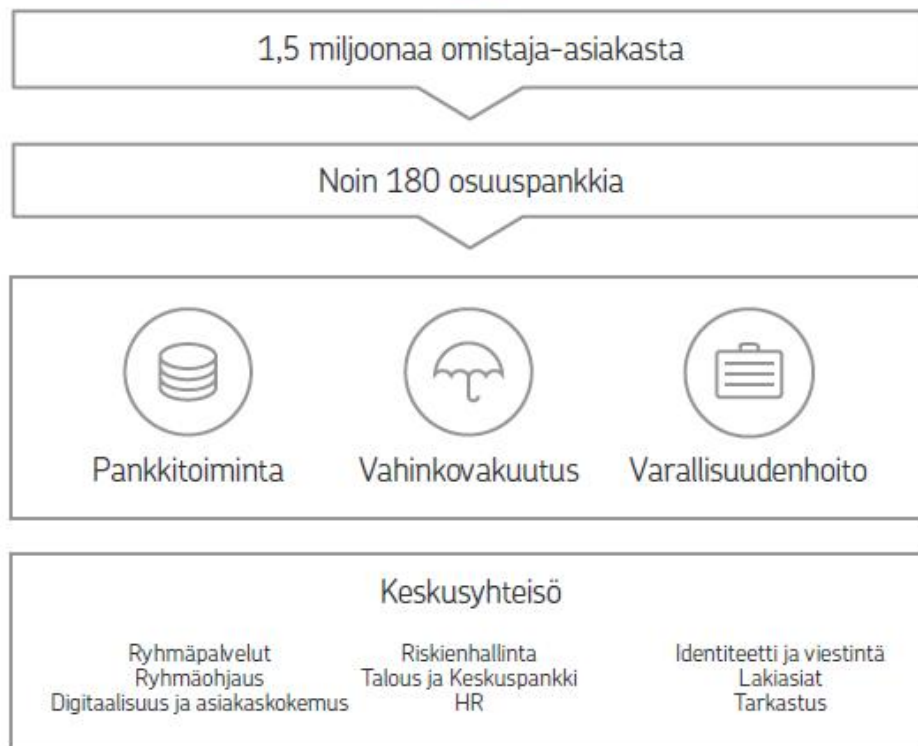 1,5 miljoonaa omistaja-asiakasta
Noin 180 osuuspankkia
Pankkitoiminta
Vahinkovakuutus
Varallisuudenhoito
Keskusyhteisö
Ryhmäpalvelut
Ryhmäohjaus
Digitaalisuus ja asiakaskokemus
Riskienhallinta
Talous ja Keskuspankki
HR
Identiteetti ja viestintä
Lakiasiat
Tarkastus